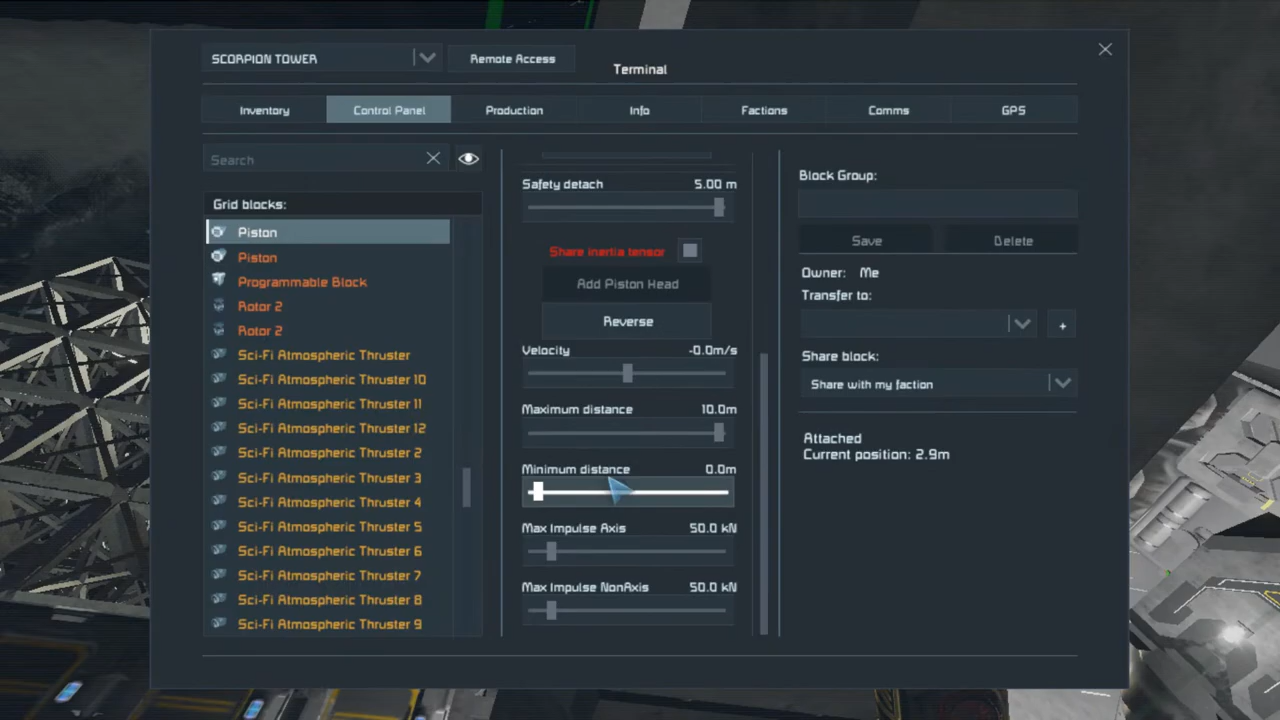 SCORPION TOWER
Remote Access
Terminal
Inventory
Control Panel
Production
Info
Factions
Comms
GPS
Search
Grid blocks:
Piston
Piston
Programmable Block
Rotor 2
Rotor 2
Sci-Fi Atmospheric Thruster
Sci-Fi Atmospheric Thruster 10
Sci-Fi Atmospheric Thruster 11
Sci-Fi Atmospheric Thruster 12
Sci-Fi Atmospheric Thruster 2
Sci-Fi Atmospheric Thruster 3
Sci-Fi Atmospheric Thruster 4
Sci-Fi Atmospheric Thruster 5
Sci-Fi Atmospheric Thruster 6
Sci-Fi Atmospheric Thruster 7
Sci-Fi Atmospheric Thruster 8
Sci-Fi Atmospheric Thruster 9
Safety detach 5.00 m
Share inertia tensor
Add Piston Head
Reverse
Velocity -0.0m/s
Maximum distance 10.0m
Minimum distance 0.0m
Max Impulse Axis 50.0 kN
Max Impulse NonAxis 50.0 kN
Block Group:
Save
Delete
Owner: Me
Transfer to:
+
Share block:
Share with my faction
Attached
Current position: 2.9m